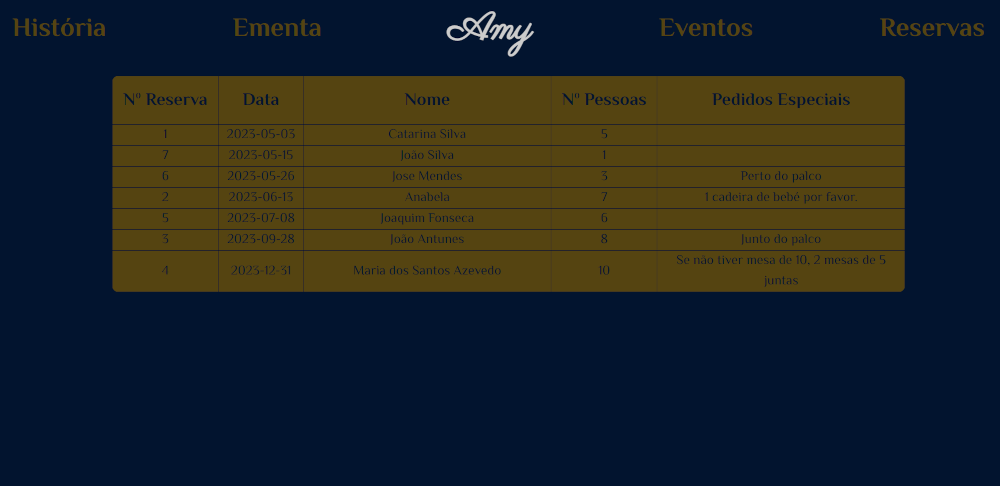 História Ementa Amy Eventos Reservas
Nº Reserva Data Nome Nº Pessoas Pedidos Especiais
1 2023-05-03 Catarina Silva 5
7 2023-05-15 João Silva 1
6 2023-05-26 Jose Mendes 3 Perto do palco
2 2023-06-13 Anabela 7 1 cadeira de bebé por favor.
5 2023-07-08 Joaquim Fonseca 6
3 2023-09-28 João Antunes 8 Junto do palco
4 2023-12-31 Maria dos Santos Azevedo 10 Se não tiver mesa de 10, 2 mesas de 5
juntas